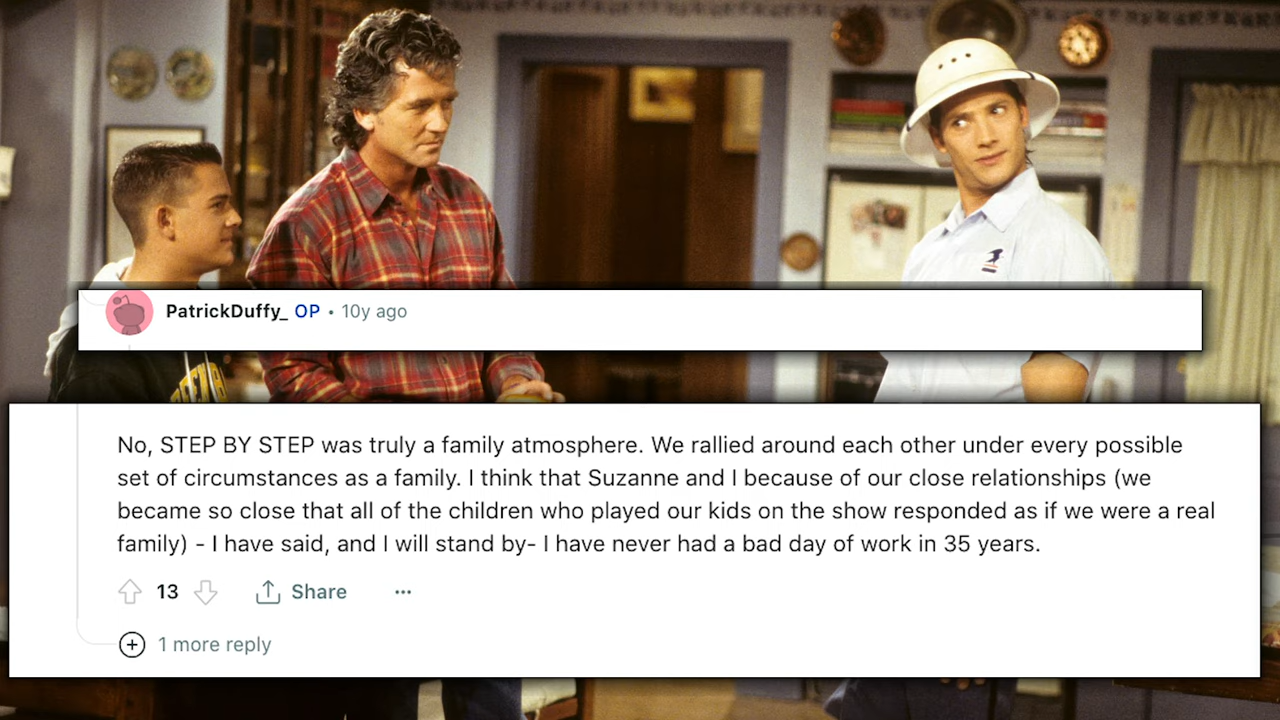 PatrickDuffy_ OP • 10y ago
No, STEP BY STEP was truly a family atmosphere. We rallied around each other under every possible
set of circumstances as a family. I think that Suzanne and I because of our close relationships (we
became so close that all of the children who played our kids on the show responded as if we were a real
family) - I have said, and I will stand by- I have never had a bad day of work in 35 years.
13 Share ...
1 more reply